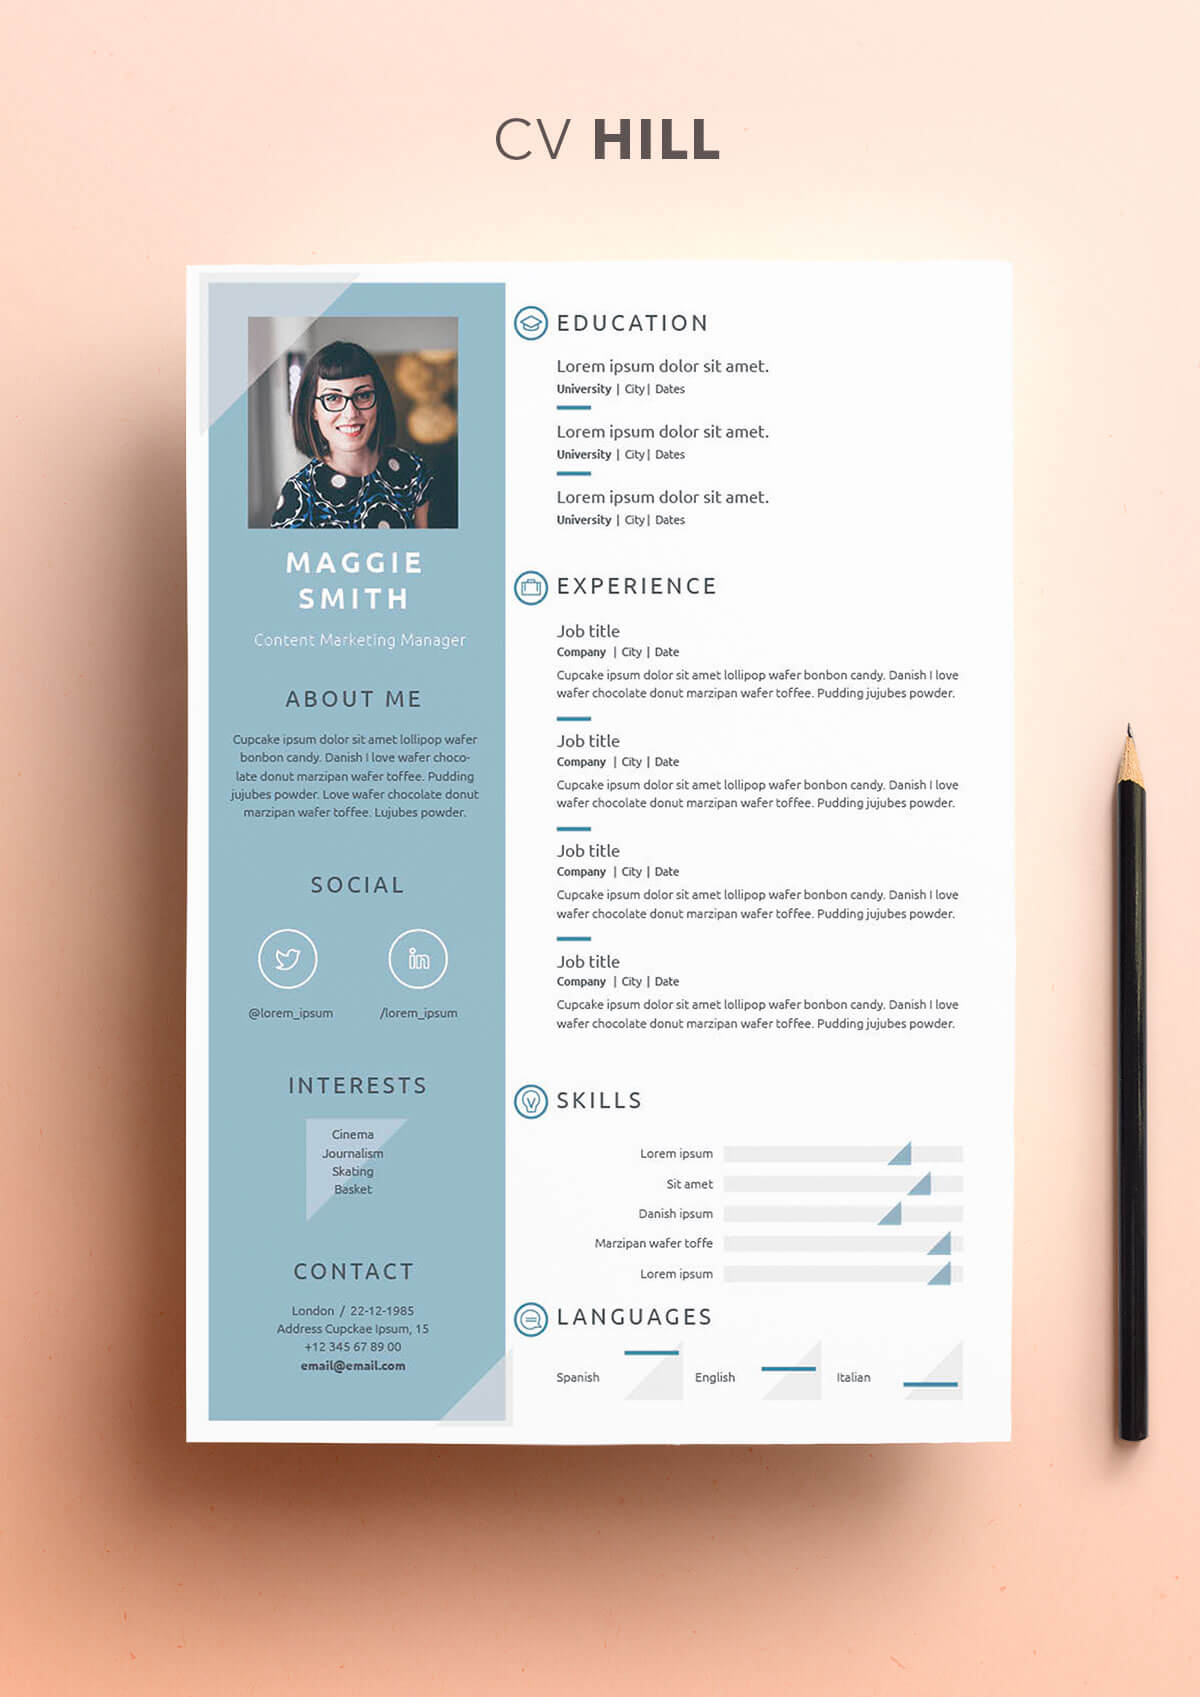 CV HILL
MAGGIE
SMITH
Content Marketing Manager
ABOUT ME
Cupcake ipsum dolor sit amet lollipop wafer
bonbon candy. Danish I love wafer choco-
late donut marzipan wafer toffee. Pudding
jujubes powder. Love wafer chocolate donut
marzipan wafer toffee. Lujubes powder.
SOCIAL
in
@lorem_ipsum /lorem_ipsum
INTERESTS
Cinema
Journalism
Skating
Basket
CONTACT
London / 22-12-1985
Address Cupckae Ipsum, 15
+12 345 67 89 00
email@email.com
EDUCATION
Lorem ipsum dolor sit amet.
University | City | Dates
Lorem ipsum dolor sit amet.
University | City | Dates
Lorem ipsum dolor sit amet.
University | City | Dates
EXPERIENCE
Job title
Company | City | Date
Cupcake ipsum dolor sit amet lollipop wafer bonbon candy. Danish I love
wafer chocolate donut marzipan wafer toffee. Pudding jujubes powder.
Job title
Company | City | Date
Cupcake ipsum dolor sit amet lollipop wafer bonbon candy. Danish I love
wafer chocolate donut marzipan wafer toffee. Pudding jujubes powder.
Job title
Company | City | Date
Cupcake ipsum dolor sit amet lollipop wafer bonbon candy. Danish I love
wafer chocolate donut marzipan wafer toffee. Pudding jujubes powder.
Job title
Company | City | Date
Cupcake ipsum dolor sit amet lollipop wafer bonbon candy. Danish I love
wafer chocolate donut marzipan wafer toffee. Pudding jujubes powder.
SKILLS
Lorem ipsum
Sit amet
Danish ipsum
Marzipan wafer toffe
Lorem ipsum
LANGUAGES
Spanish English Italian